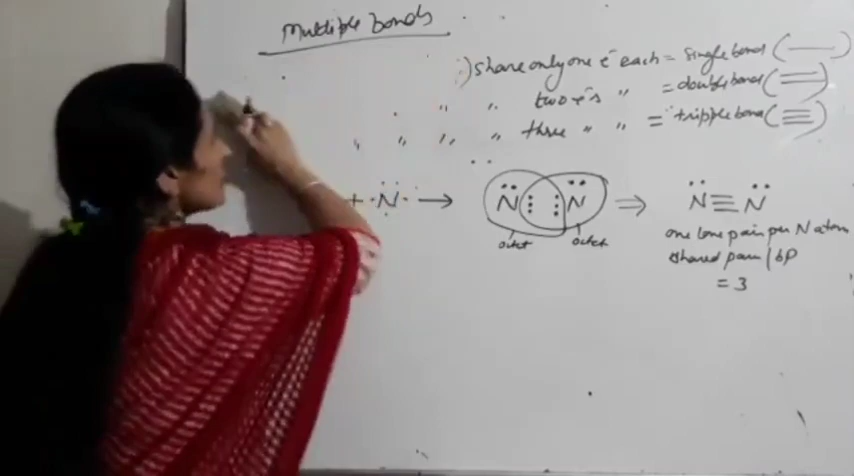 Multiple bonds
share only one e⁻ each = single bond (—)
" " two e⁻s " = double bond (=)
" " " " three " " = tripple bond (≡)
+ N → N N ⇒ N≡N
octet octet
one lone pair per N atom
shared pair / bp
= 3